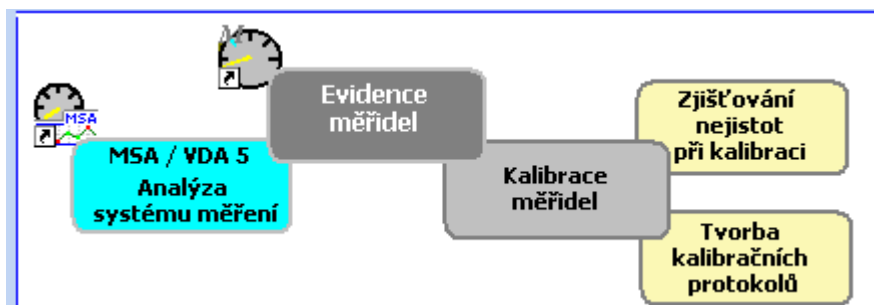 M
MSA
MSA / VDA 5
Analýza
systému měření
Evidence
měřidel
Kalibrace
měřidel
Zjišťování
nejistot
při kalibraci
Tvorba
kalibračních
protokolů